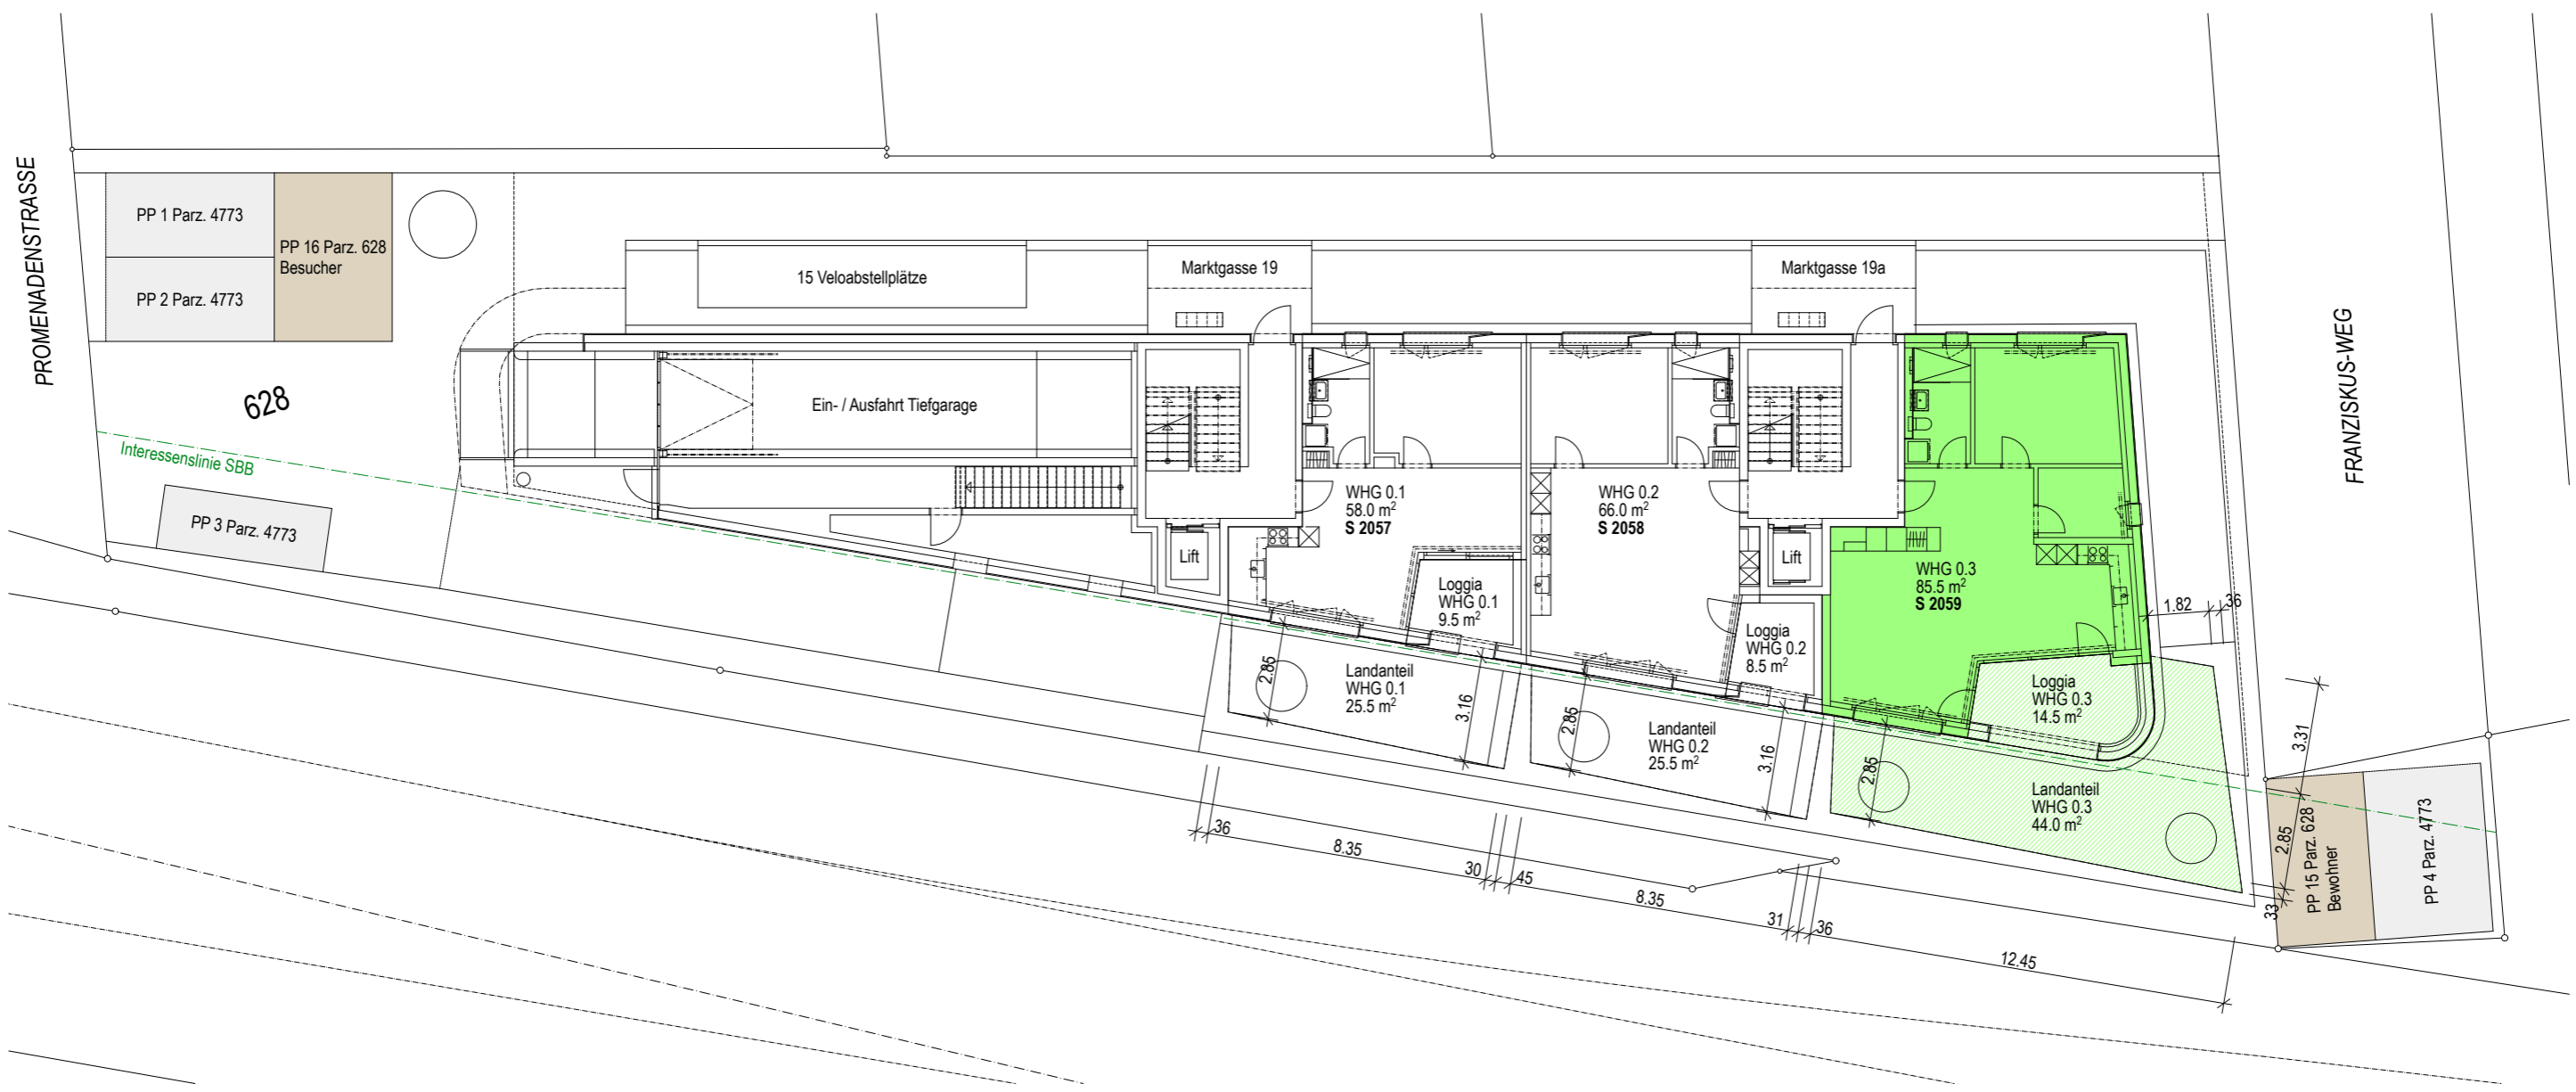 PROMENADENSTRASSE
PP 1 Parz. 4773
PP 2 Parz. 4773
PP 16 Parz. 628
Besucher
628
Interessenslinie SBB
PP 3 Parz. 4773
15 Veloabstellplätze
Marktgasse 19
Marktgasse 19a
Ein- / Ausfahrt Tiefgarage
FRANZISKUS-WEG
WHG 0.1
58.0 m²
S 2057
WHG 0.2
66.0 m²
S 2058
Lift
Lift
WHG 0.3
85.5 m²
S 2059
Loggia
WHG 0.1
9.5 m²
Loggia
WHG 0.2
8.5 m²
Loggia
WHG 0.3
14.5 m²
1.82
36
Landanteil
WHG 0.1
25.5 m²
2.85
3.16
Landanteil
WHG 0.2
25.5 m²
2.85
3.16
Landanteil
WHG 0.3
44.0 m²
2.85
3.31
2.85
33
PP 15 Parz. 628
Bewohner
PP 4 Parz. 4773
36
8.35
30
45
8.35
31
36
12.45